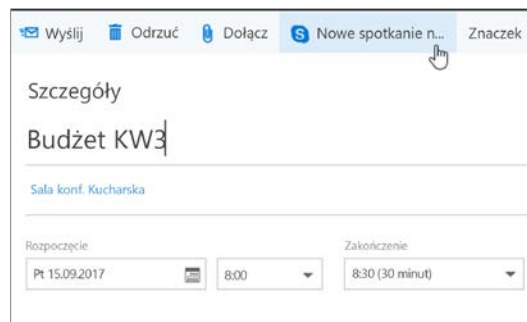 Wyślij Odrzuć Dołącz Nowe spotkanie n... Znaczek
Szczegóły
Budżet KW3
Sala konf. Kucharska
Rozpoczęcie Zakończenie
Pt 15.09.2017 8:00 8:30 (30 minut)